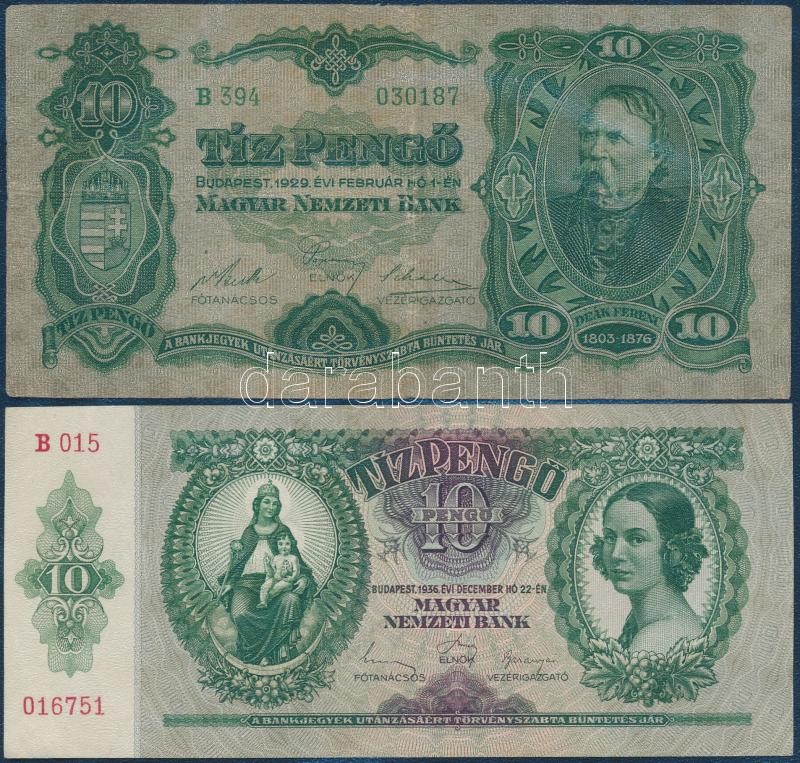 10
B 394 030187
TÍZ PENGŐ
BUDAPEST, 1929. ÉVI FEBRUÁR HÓ 1-ÉN
MAGYAR NEMZETI BANK
ELNÖK
FŐTANÁCSOS VEZÉRIGAZGATÓ
TÍZ PENGŐ
A BANKJEGYEK UTÁNZÁSÁÉRT TÖRVÉNYSZABTA BÜNTETÉS JÁR
10
DEÁK FERENC
10 1803-1876 10
darabanth
B 015
10
016751
TÍZ PENGŐ
10
PENGŐ
BUDAPEST, 1936. ÉVI DECEMBER HÓ 22-ÉN
MAGYAR
NEMZETI BANK
ELNÖK
FŐTANÁCSOS VEZÉRIGAZGATÓ
A BANKJEGYEK UTÁNZÁSÁÉRT TÖRVÉNYSZABTA BÜNTETÉS JÁR